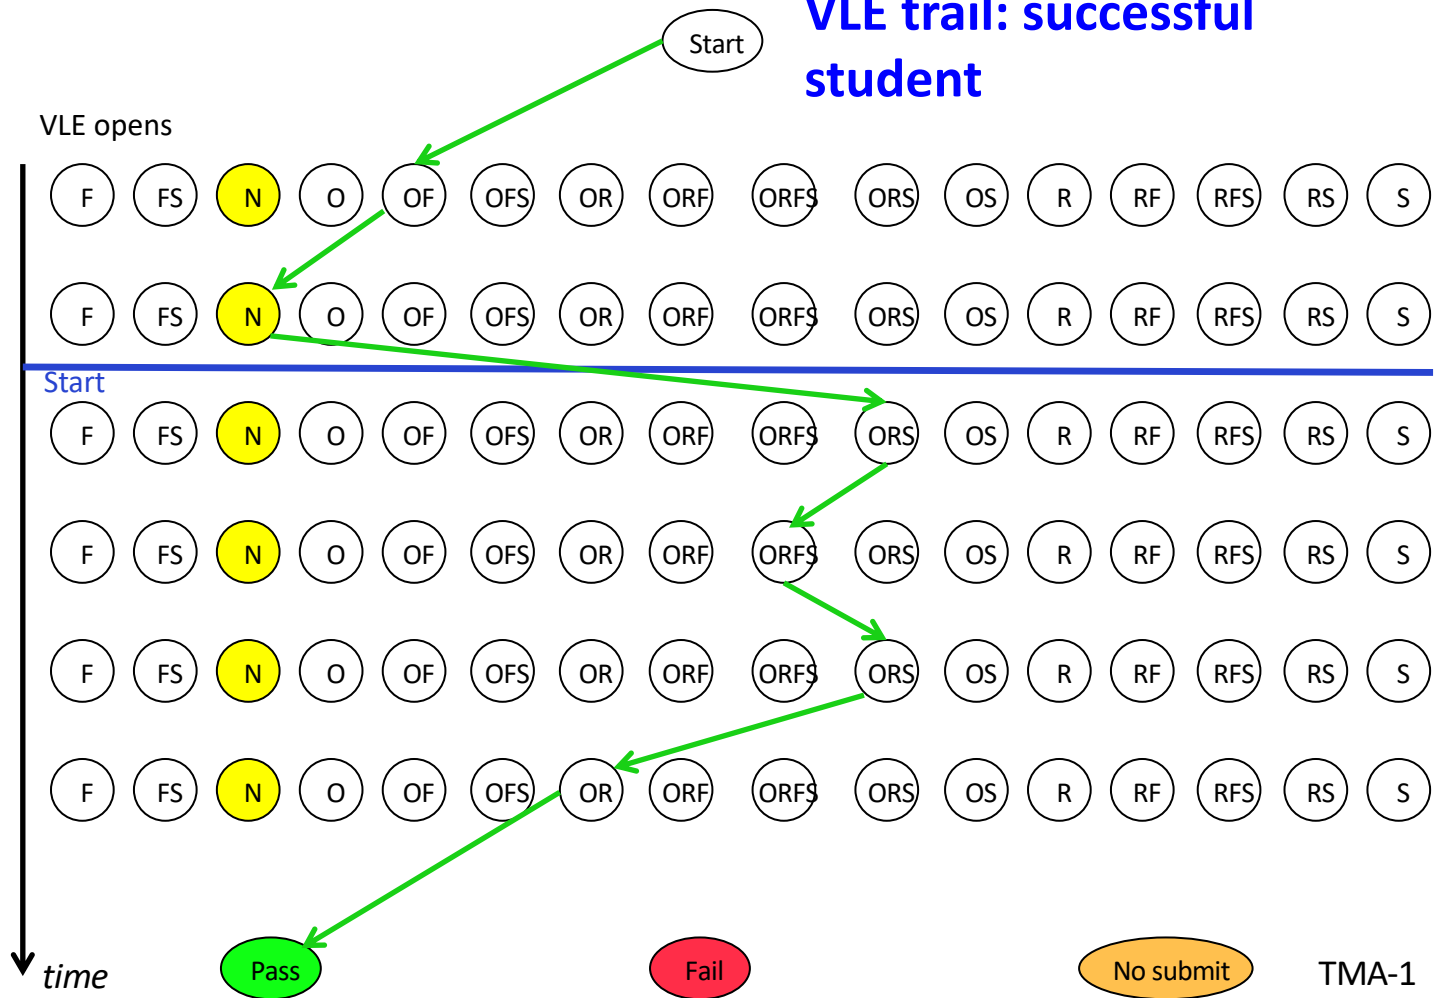 VLE trail: successful
student
Start
VLE opens
F FS N O OF OFS OR ORF ORFS ORS OS R RF RFS RS S
F FS N O OF OFS OR ORF ORFS ORS OS R RF RFS RS S
Start
F FS N O OF OFS OR ORF ORFS ORS OS R RF RFS RS S
F FS N O OF OFS OR ORF ORFS ORS OS R RF RFS RS S
F FS N O OF OFS OR ORF ORFS ORS OS R RF RFS RS S
F FS N O OF OFS OR ORF ORFS ORS OS R RF RFS RS S
time Pass Fail No submit TMA-1